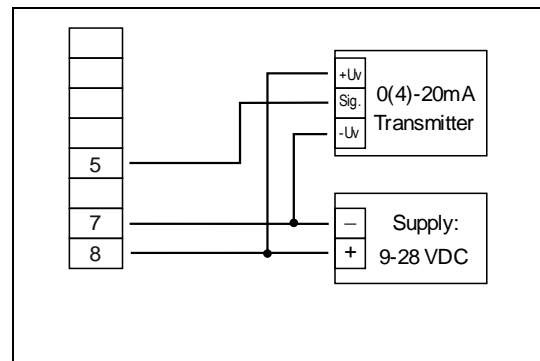 5
7
8
+Uv
Sig.
-Uv
0(4)-20mA
Transmitter
–
+
Supply:
9-28 VDC